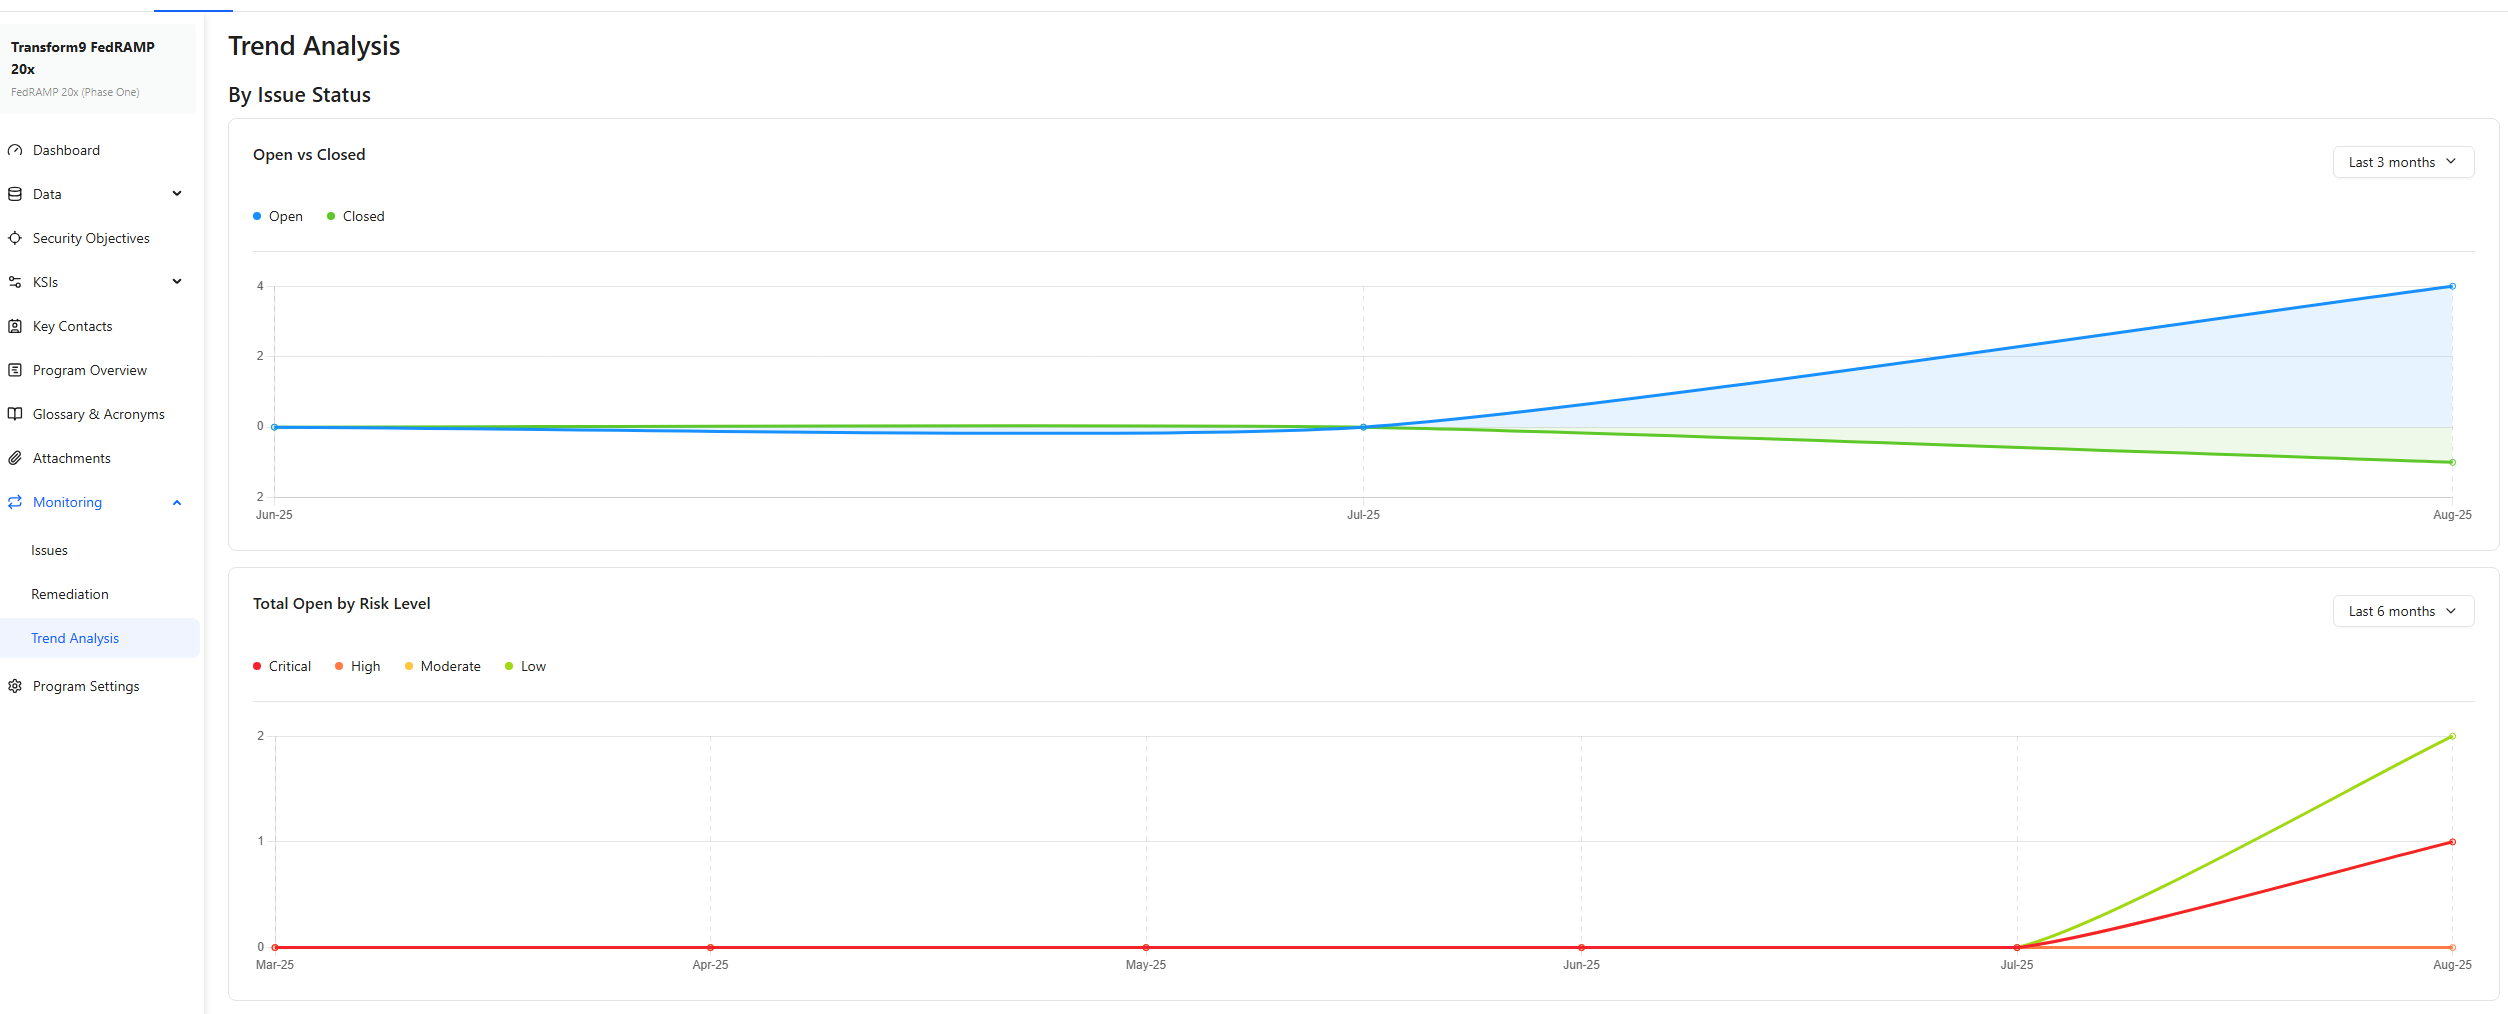 Transform9 FedRAMP
20x
FedRAMP 20x (Phase One)
Dashboard
Data
Security Objectives
KSIs
Key Contacts
Program Overview
Glossary & Acronyms
Attachments
Monitoring
Issues
Remediation
Trend Analysis
Program Settings
Trend Analysis
By Issue Status
Open vs Closed
Last 3 months
Open Closed
4
2
0
2
Jun-25 Jul-25 Aug-25
Total Open by Risk Level
Last 6 months
Critical High Moderate Low
2
1
0
Mar-25 Apr-25 May-25 Jun-25 Jul-25 Aug-25